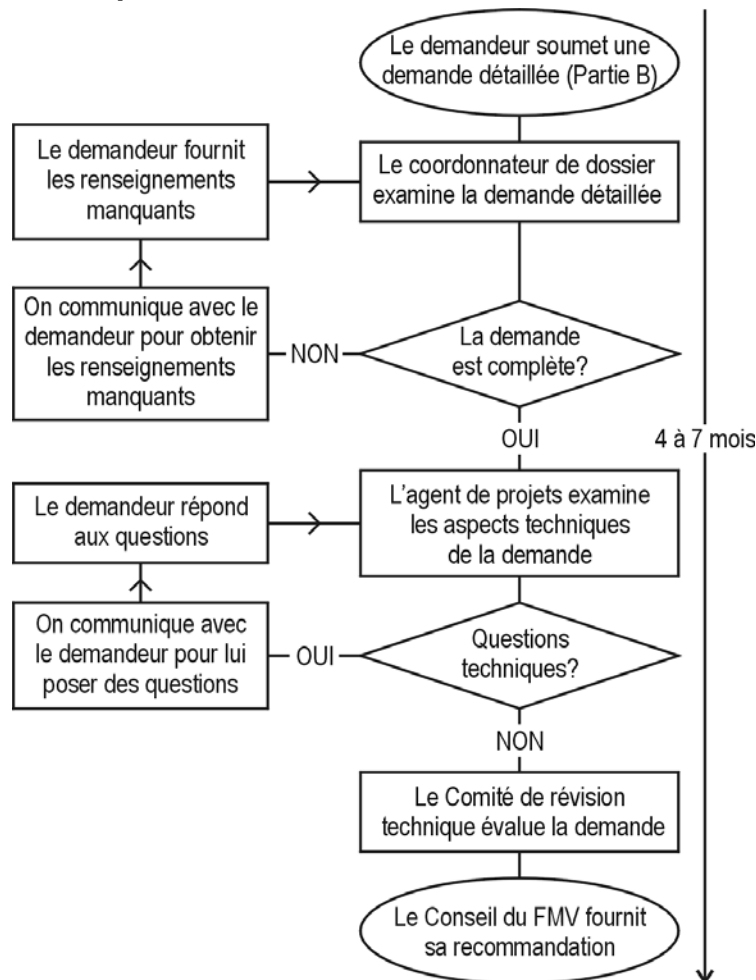 Le demandeur soumet une
demande détaillée (Partie B)
Le demandeur fournit
les renseignements
manquants
Le coordonnateur de dossier
examine la demande détaillée
On communique avec le
demandeur pour obtenir
les renseignements
manquants
NON
La demande
est complète?
OUI
4 à 7 mois
Le demandeur répond
aux questions
L'agent de projets examine
les aspects techniques
de la demande
On communique avec
le demandeur pour lui
poser des questions
OUI
Questions
techniques?
NON
Le Comité de révision
technique évalue la demande
Le Conseil du FMV fournit
sa recommandation